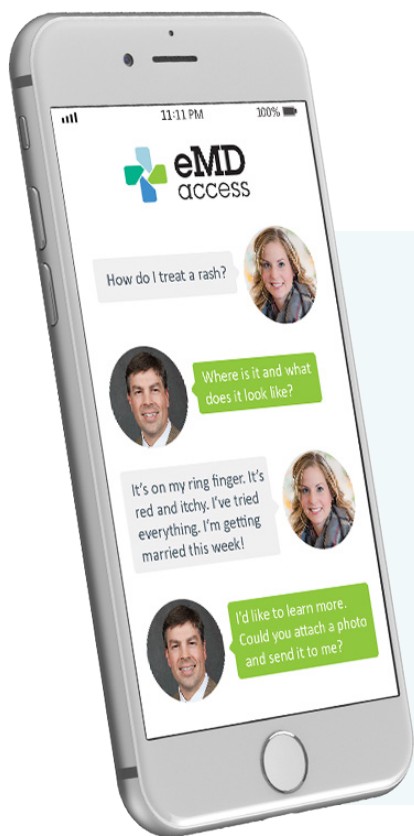 11:11 PM 100%
eMD
access
How do I treat a rash?
Where is it and what
does it look like?
It's on my ring finger. It's
red and itchy. I've tried
everything. I'm getting
married this week!
I'd like to learn more.
Could you attach a photo
and send it to me?